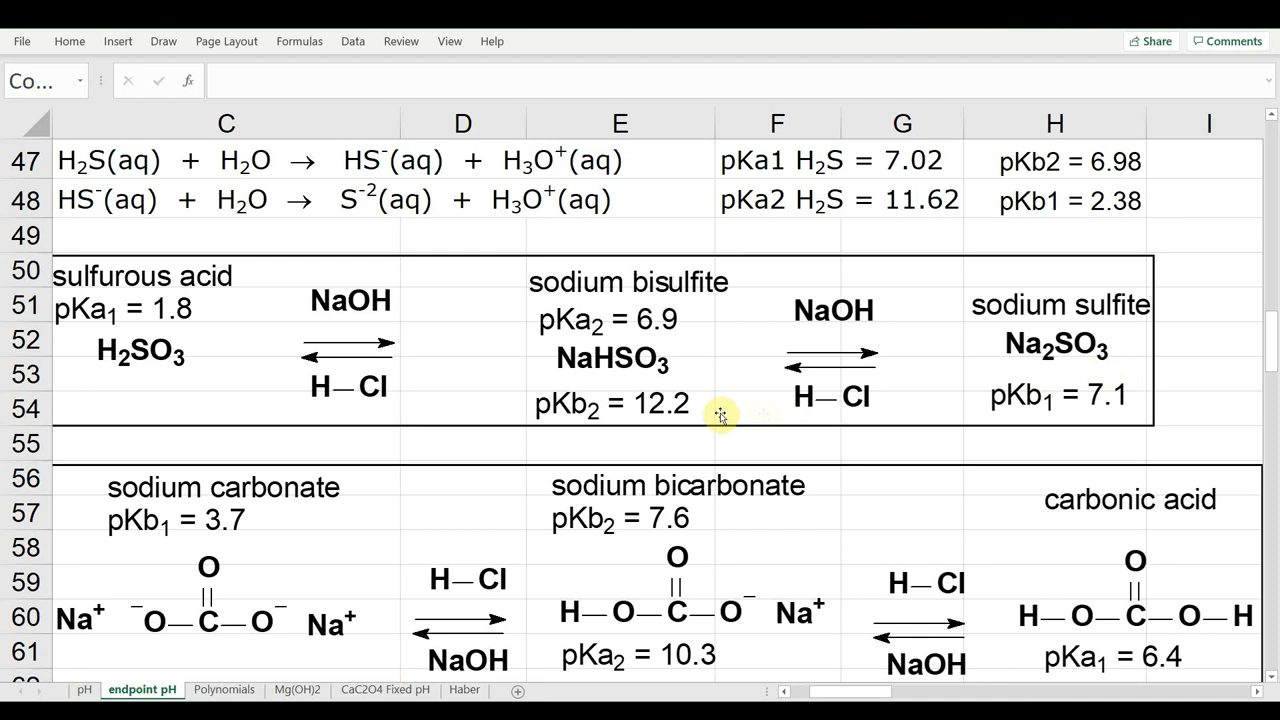 File Home Insert Draw Page Layout Formulas Data Review View Help Share Comments
Co... fx
C D E F G H I
47 H₂S(aq) + H₂O → HS⁻(aq) + H₃O⁺(aq) pKa1 H₂S = 7.02 pKb2 = 6.98
48 HS⁻(aq) + H₂O → S⁻²(aq) + H₃O⁺(aq) pKa2 H₂S = 11.62 pKb1 = 2.38
49
50 sulfurous acid sodium bisulfite
51 pKa₁ = 1.8 NaOH pKa₂ = 6.9 NaOH sodium sulfite
52 H₂SO₃ NaHSO₃ Na₂SO₃
53 H–Cl H–Cl pKb₁ = 7.1
54 pKb₂ = 12.2
55
56 sodium carbonate sodium bicarbonate carbonic acid
57 pKb₁ = 3.7 pKb₂ = 7.6
58 O O O
59 H–Cl H–Cl
60 Na⁺ ⁻O–C–O⁻ Na⁺ H–O–C–O⁻ Na⁺ H–O–C–O–H
61 NaOH pKa₂ = 10.3 NaOH pKa₁ = 6.4
pH endpoint pH Polynomials Mg(OH)2 CaC2O4 Fixed pH Haber